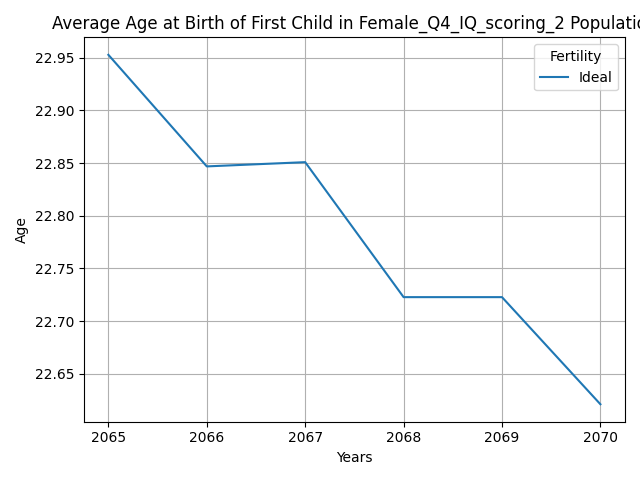 Average Age at Birth of First Child in Female_Q4_IQ_scoring_2 Populatio
Fertility
Ideal
22.95
22.90
22.85
22.80
22.75
22.70
22.65
Age
2065 2066 2067 2068 2069 2070
Years